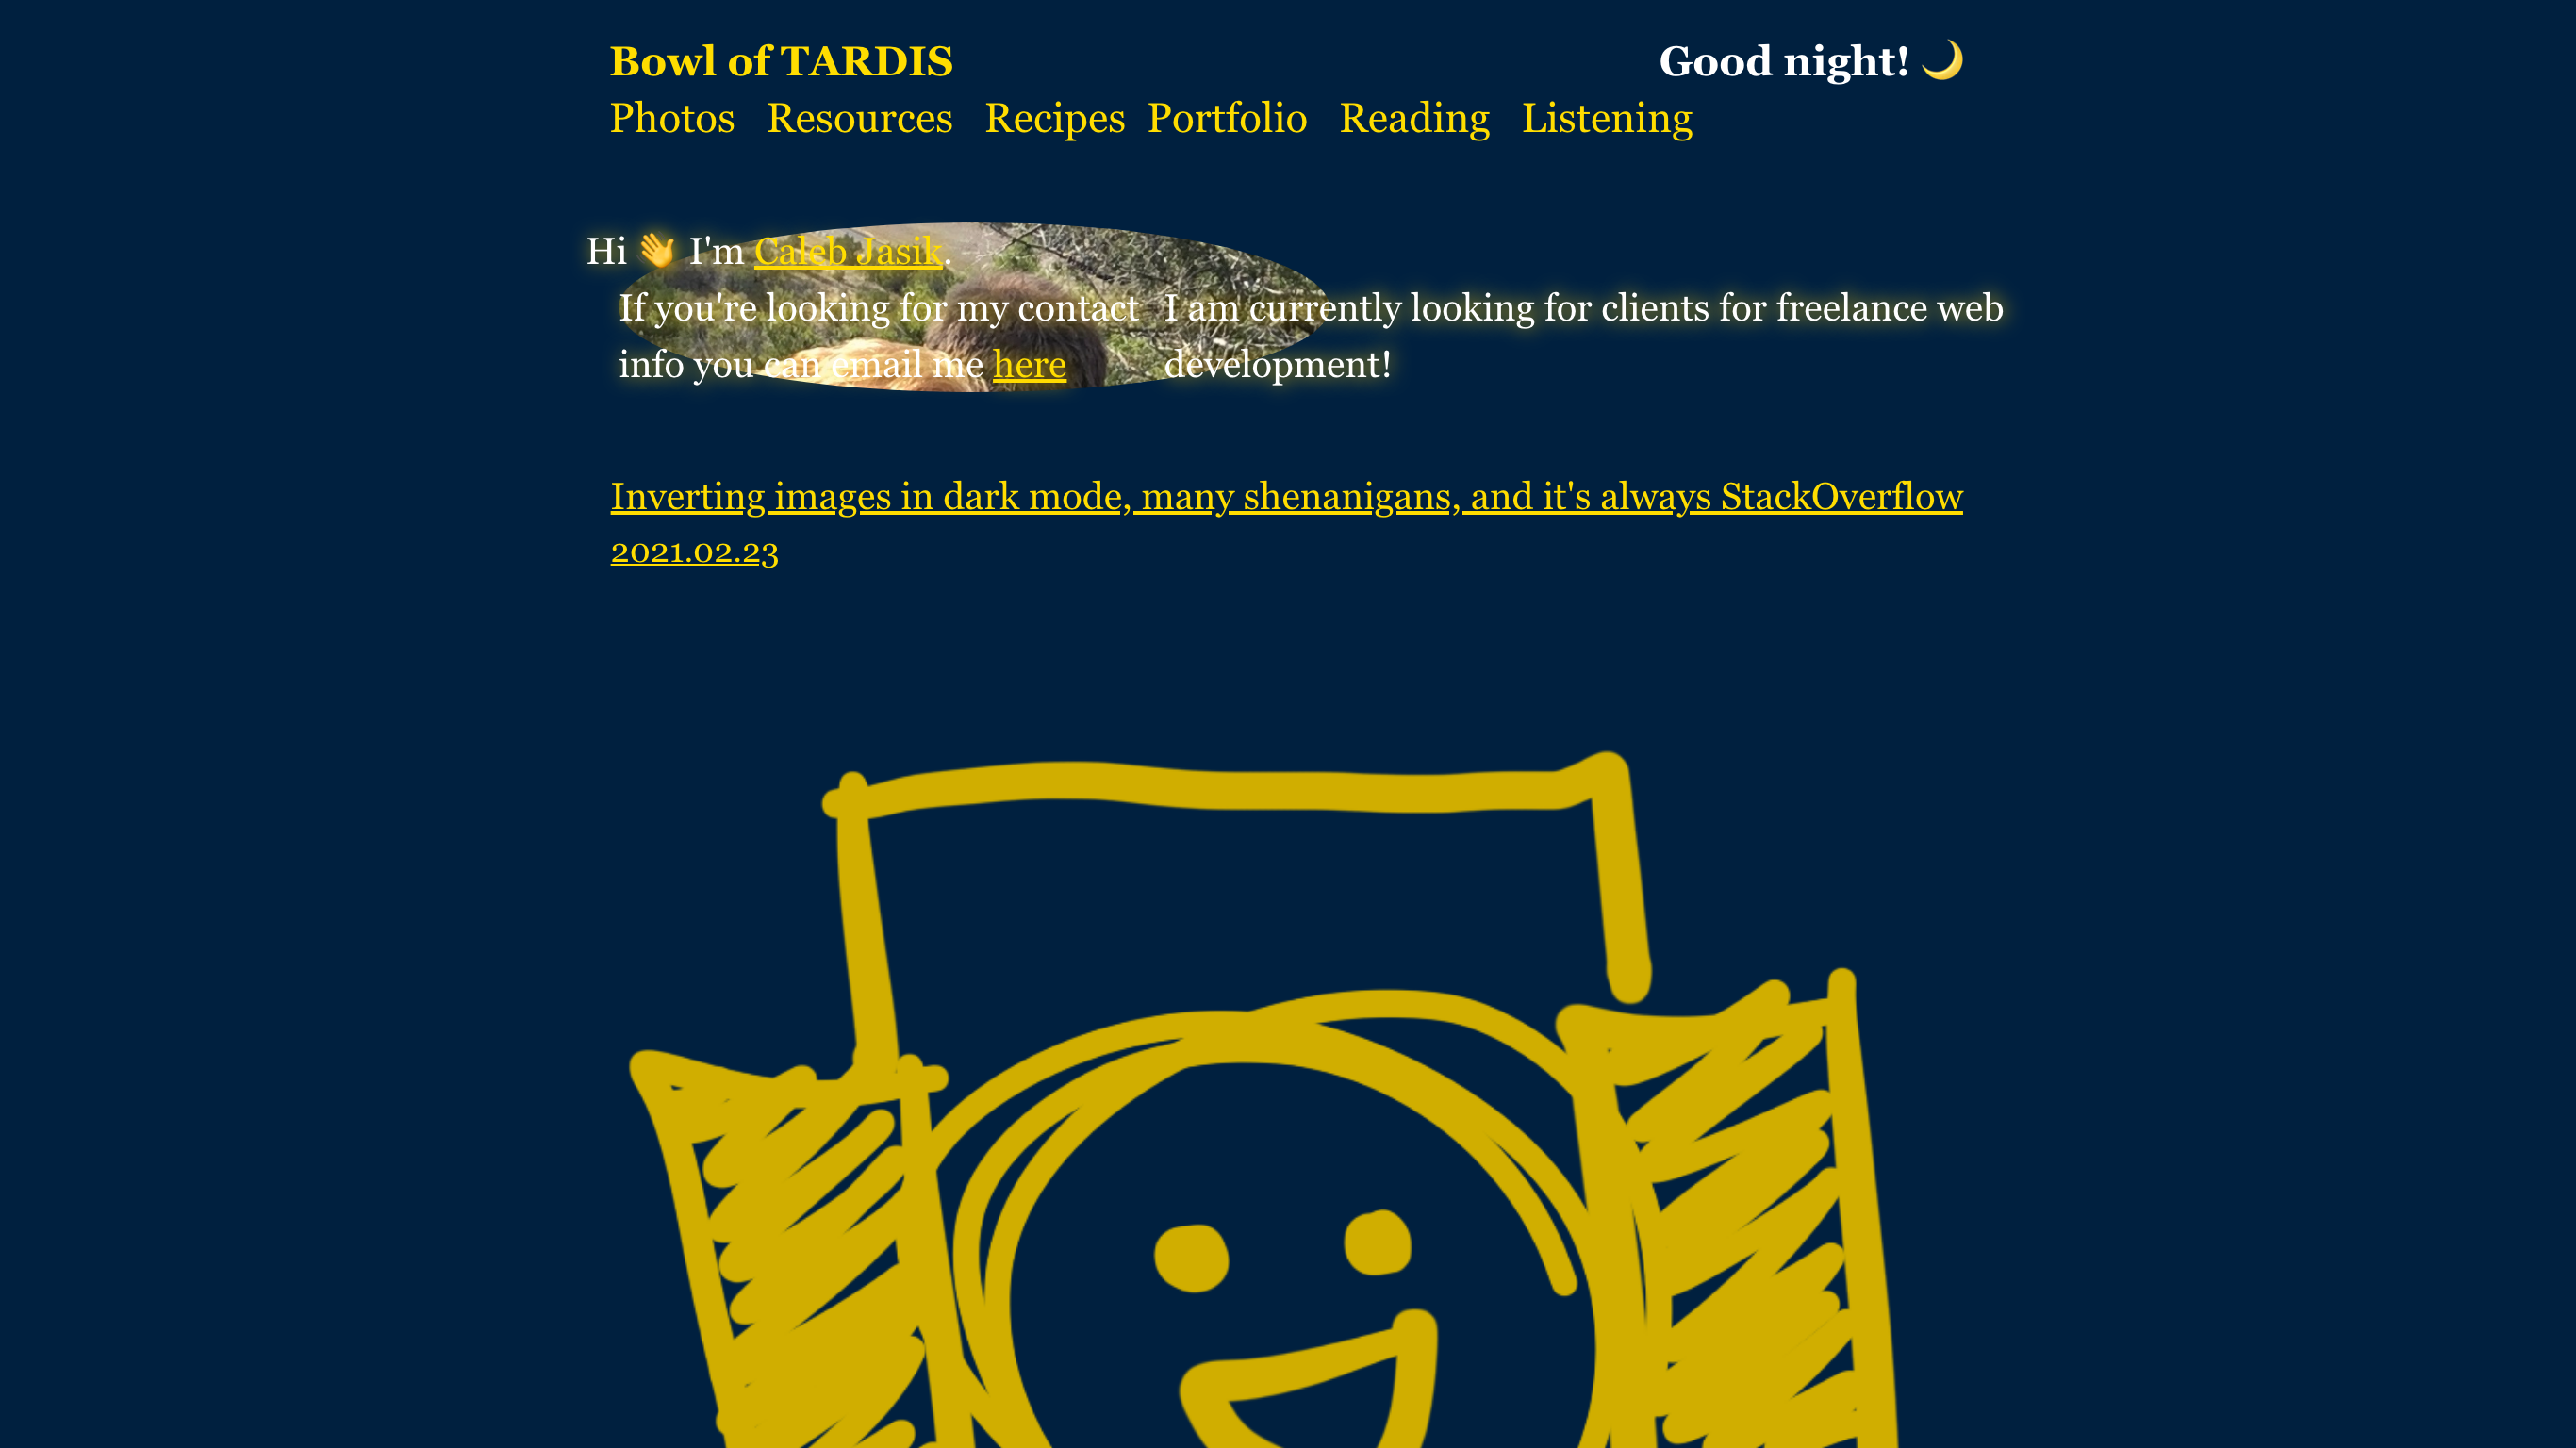 Bowl of TARDIS Good night! 🌙
Photos Resources Recipes Portfolio Reading Listening
Hi 👋 I'm Caleb Jasik.
If you're looking for my contact
info you can email me here
I am currently looking for clients for freelance web
development!
Inverting images in dark mode, many shenanigans, and it's always StackOverflow
2021.02.23